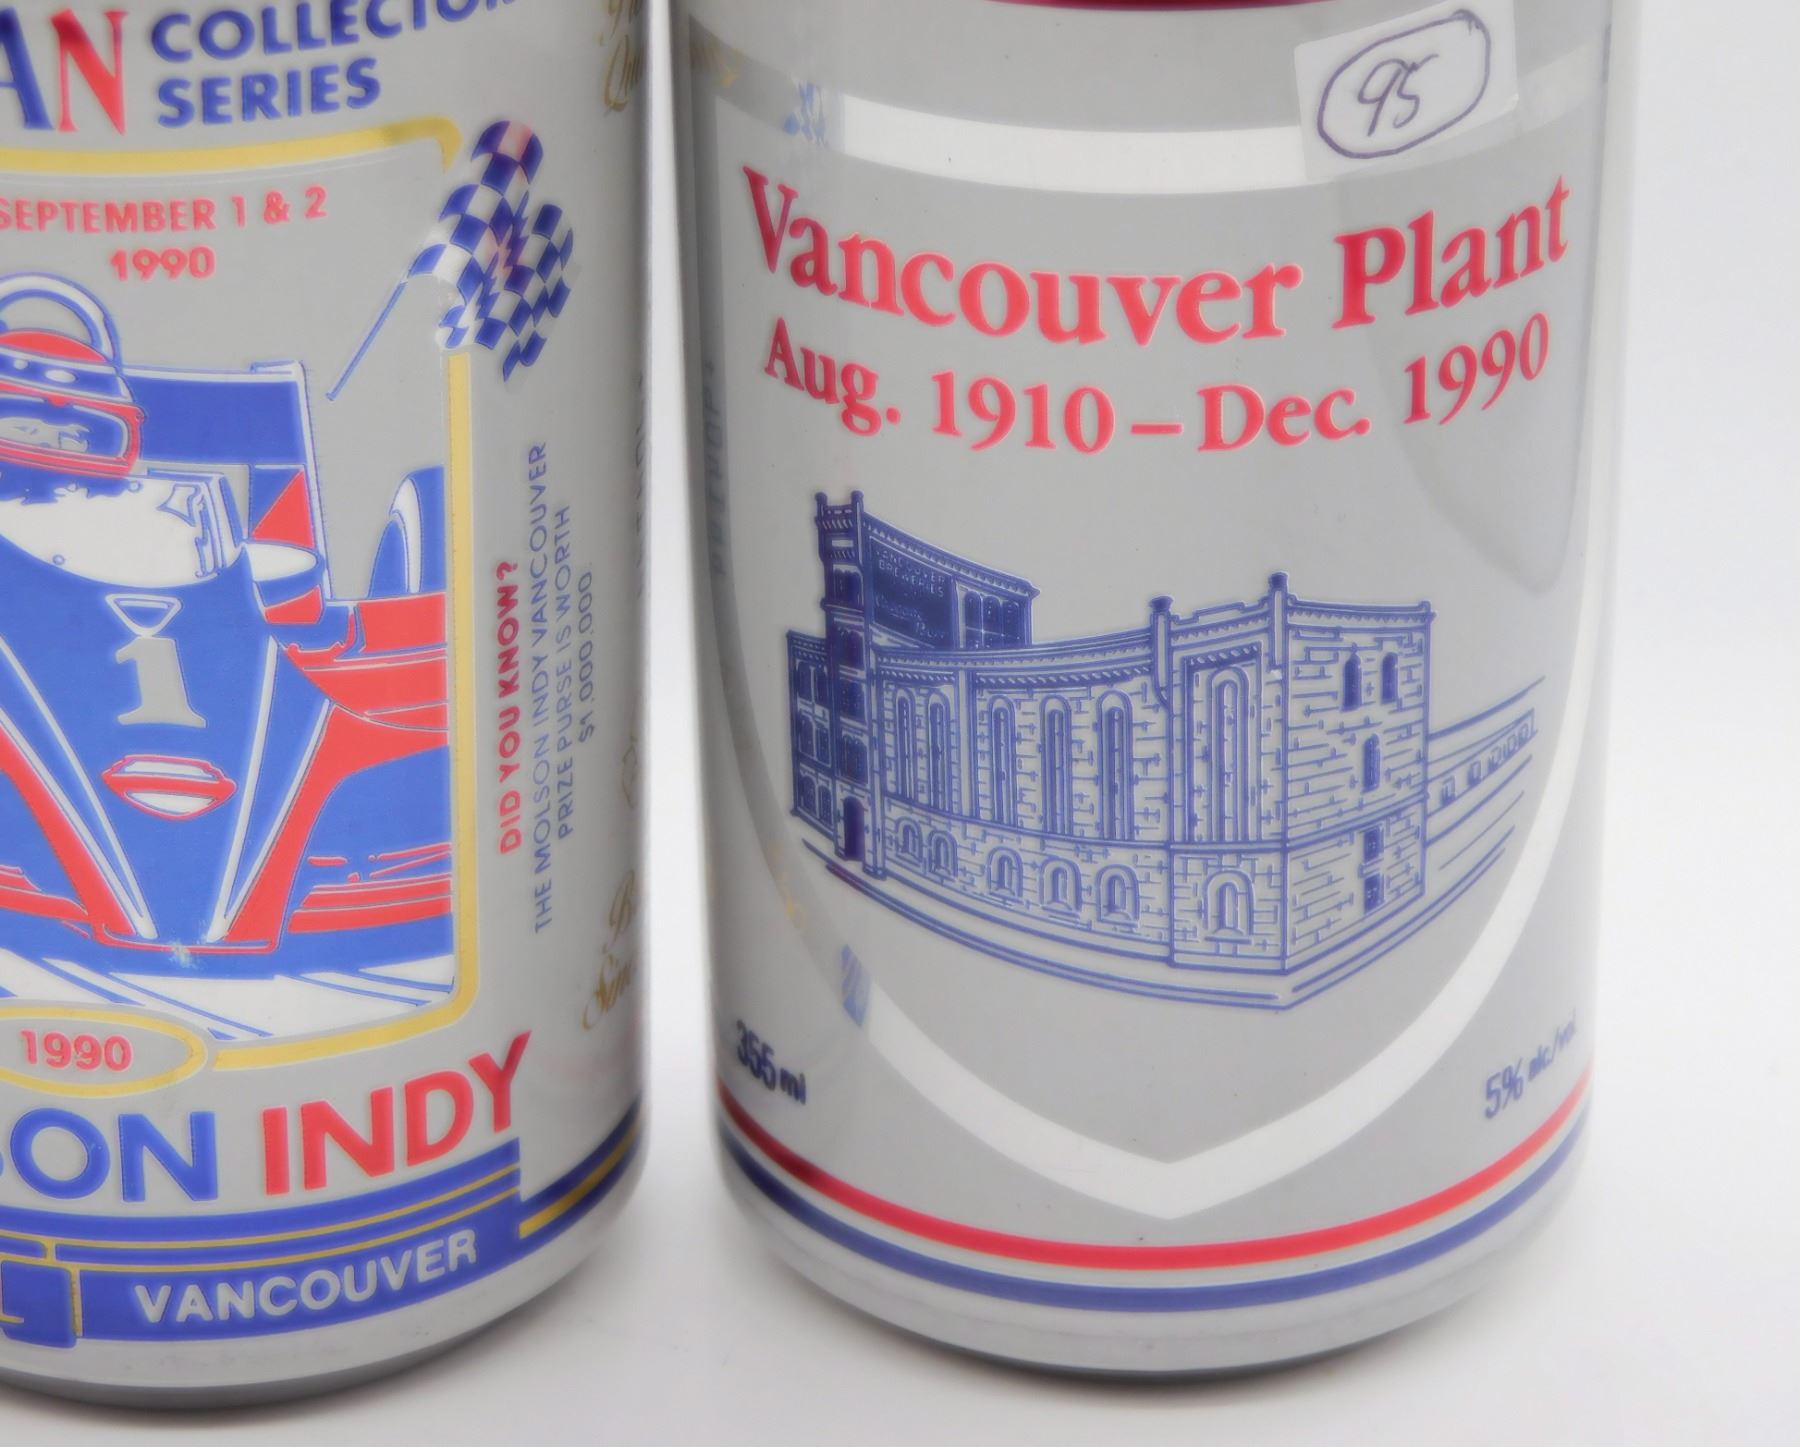 AN COLLECTOR
SERIES
SEPTEMBER 1 & 2
1990
1
DID YOU KNOW?
THE MOLSON INDY VANCOUVER
PRIZE PURSE IS WORTH
$1,000,000.
1990
SON INDY
VANCOUVER
95
Vancouver Plant
Aug. 1910 – Dec. 1990
VANCOUVER
BREWERIES
355 ml
5% alc./vol.